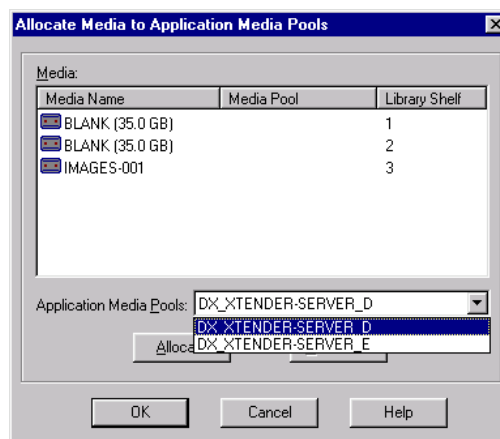 Allocate Media to Application Media Pools
Media:
Media Name Media Pool Library Shelf
BLANK (35.0 GB) 1
BLANK (35.0 GB) 2
IMAGES-001 3
Application Media Pools: DX_XTENDER-SERVER_D
DX_XTENDER-SERVER_D
DX_XTENDER-SERVER_E
Alloca
OK Cancel Help